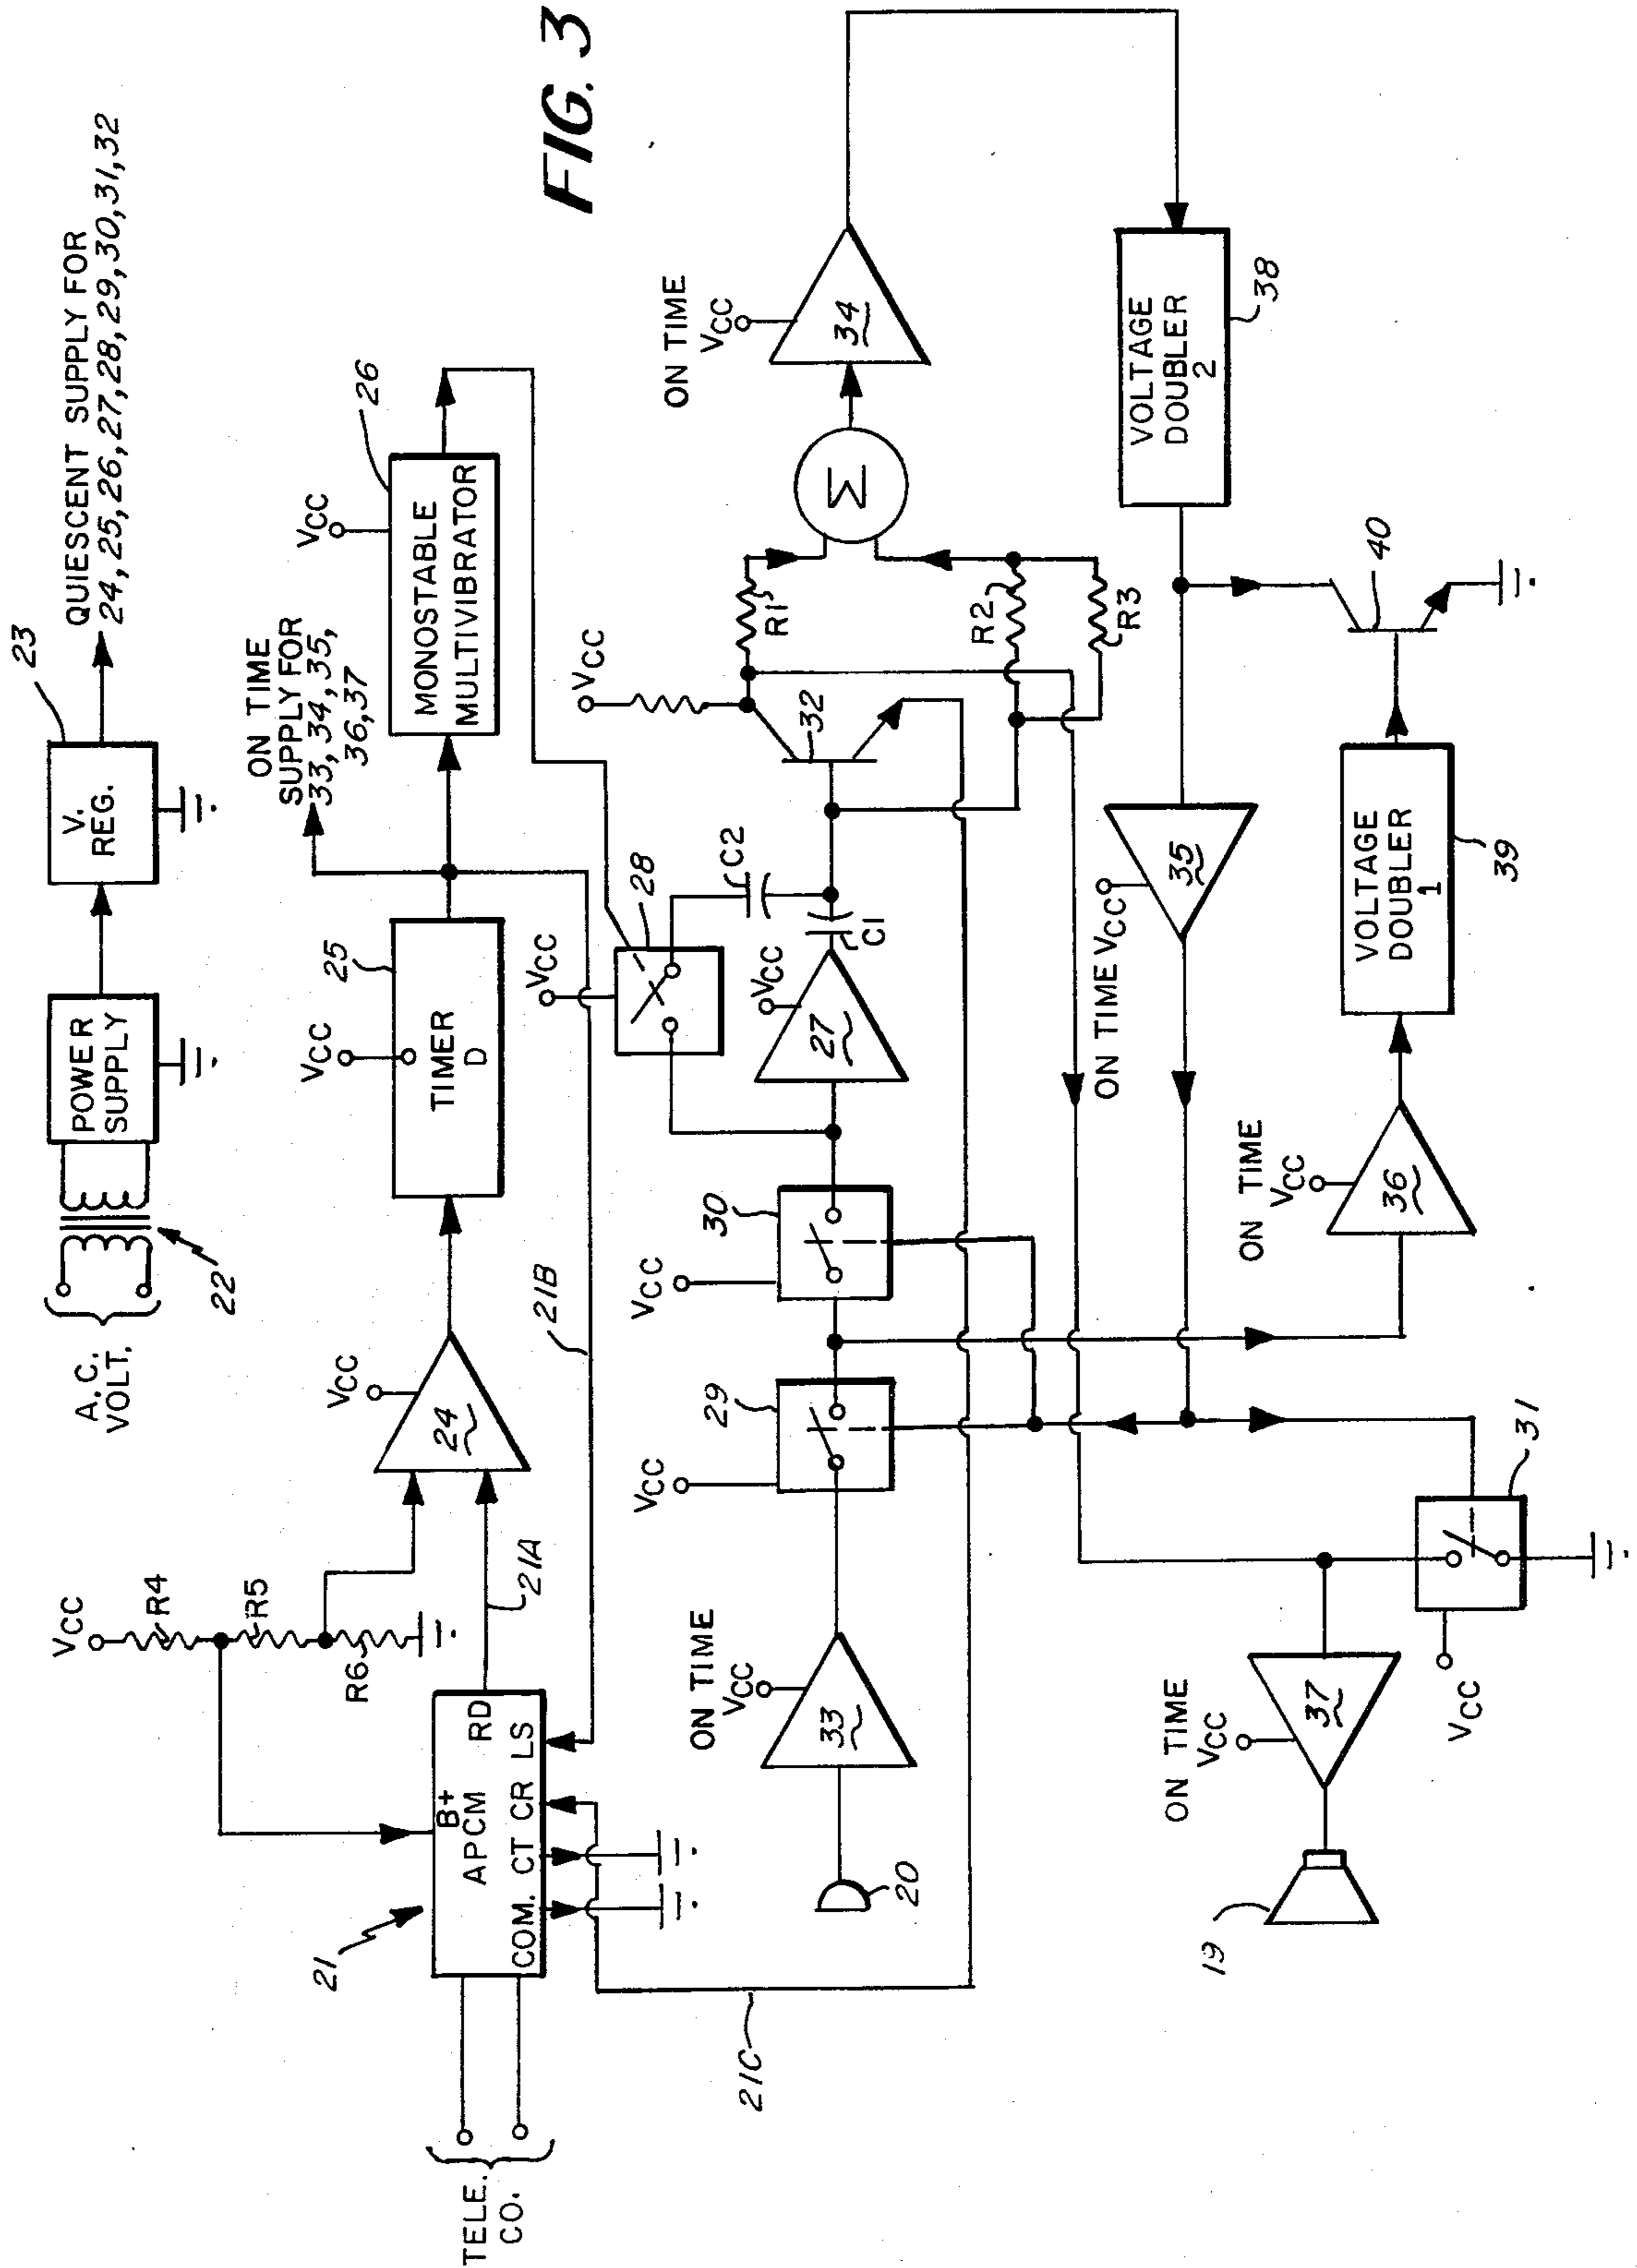 FIG. 3
A.C.
VOLT.
22
POWER
SUPPLY
23
V.
REG.
QUIESCENT SUPPLY FOR
24,25,26,27,28,29,30,31,32
TELE.
CO.
21
B+
APCM
RD
COM. CT CR LS
VCC
R4
R5
R6
21A
24
VCC
21B
25
VCC
TIMER
D
ON TIME
SUPPLY FOR
33,34,35,
36,37
VCC
26
MONOSTABLE
MULTIVIBRATOR
21C
20
33
ON TIME
VCC
29
VCC
30
VCC
28
VCC
27
VCC
C1
C2
32
VCC
R1
R2
R3
Σ
34
ON TIME
VCC
19
37
ON TIME
VCC
31
VCC
35
ON TIME VCC
36
ON TIME
VCC
VOLTAGE
DOUBLER
1
39
40
VOLTAGE
DOUBLER
2
38